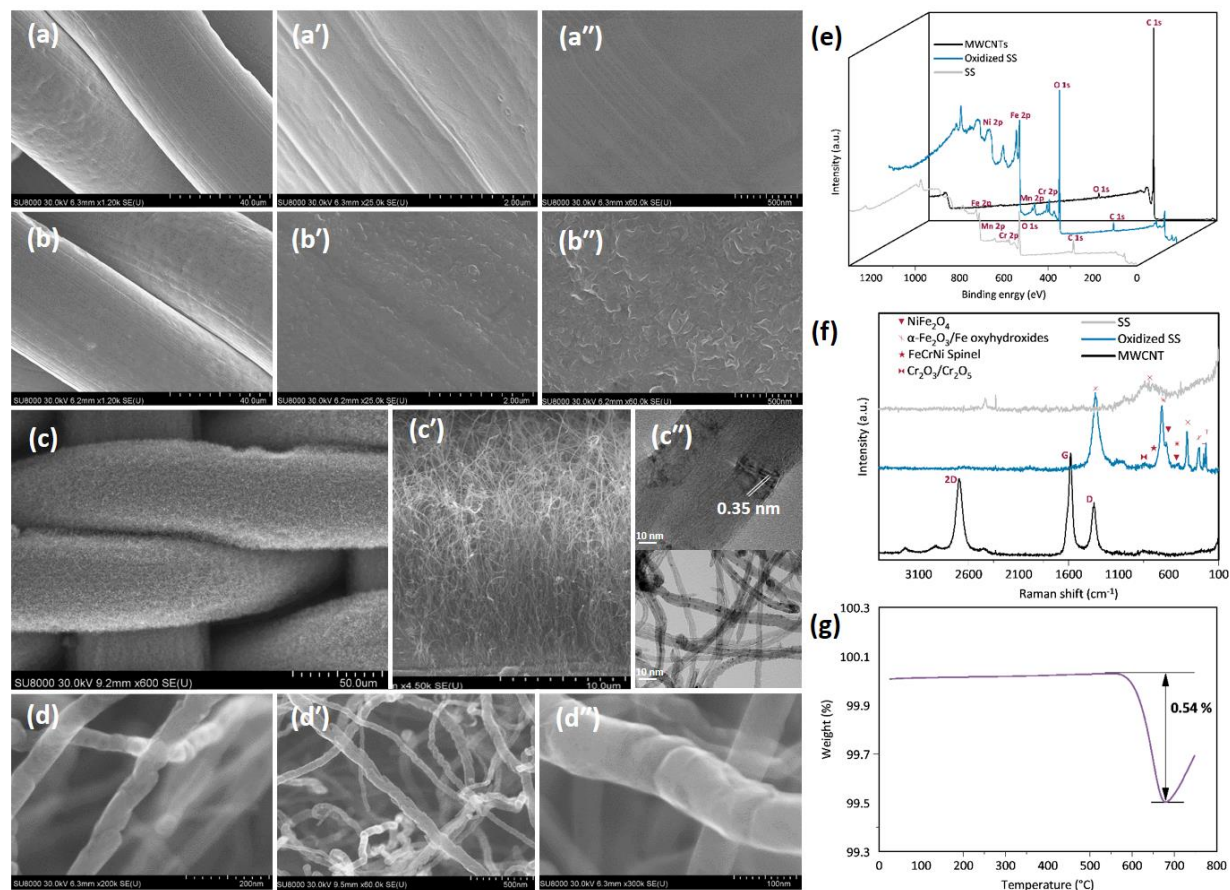 (a)
SU8000 30.0kV 6.3mm x1.20k SE(U)
40.0um
(a′)
SU8000 30.0kV 6.3mm x25.0k SE(U)
2.00um
(a″)
SU8000 30.0kV 6.3mm x60.0k SE(U)
500nm
(b)
SU8000 30.0kV 6.2mm x1.20k SE(U)
40.0um
(b′)
SU8000 30.0kV 6.2mm x25.0k SE(U)
2.00um
(b″)
SU8000 30.0kV 6.2mm x60.0k SE(U)
500nm
(c)
SU8000 30.0kV 9.2mm x600 SE(U)
50.0um
(c′)
m x4.50k SE(U)
10.0um
(c″)
0.35 nm
10 nm
10 nm
(d)
SU8000 30.0kV 6.3mm x200k SE(U)
200nm
(d′)
SU8000 30.0kV 9.5mm x60.0k SE(U)
500nm
(d″)
SU8000 30.0kV 6.3mm x300k SE(U)
100nm
(e)
MWCNTs
Oxidized SS
SS
C 1s
O 1s
Fe 2p
Ni 2p
O 1s
Cr 2p
Mn 2p
Fe 2p
C 1s
Mn 2p
O 1s
Cr 2p
C 1s
Intensity (a.u.)
1200 1000 800 600 400 200 0
Binding enrgy (eV)
(f)
NiFe₂O₄
α-Fe₂O₃/Fe oxyhydroxides
FeCrNi Spinel
Cr₂O₃/Cr₂O₅
SS
Oxidized SS
MWCNT
2D
G
D
Intensity (a.u.)
3100 2600 2100 1600 1100 600 100
Raman shift (cm⁻¹)
(g)
100.3
100.1
99.9
99.7
99.5
99.3
0.54 %
Weight (%)
0 100 200 300 400 500 600 700 800
Temperature (°C)